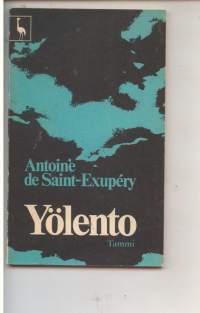 Antoine
de Saint-Exupéry
Yölento
Tammi